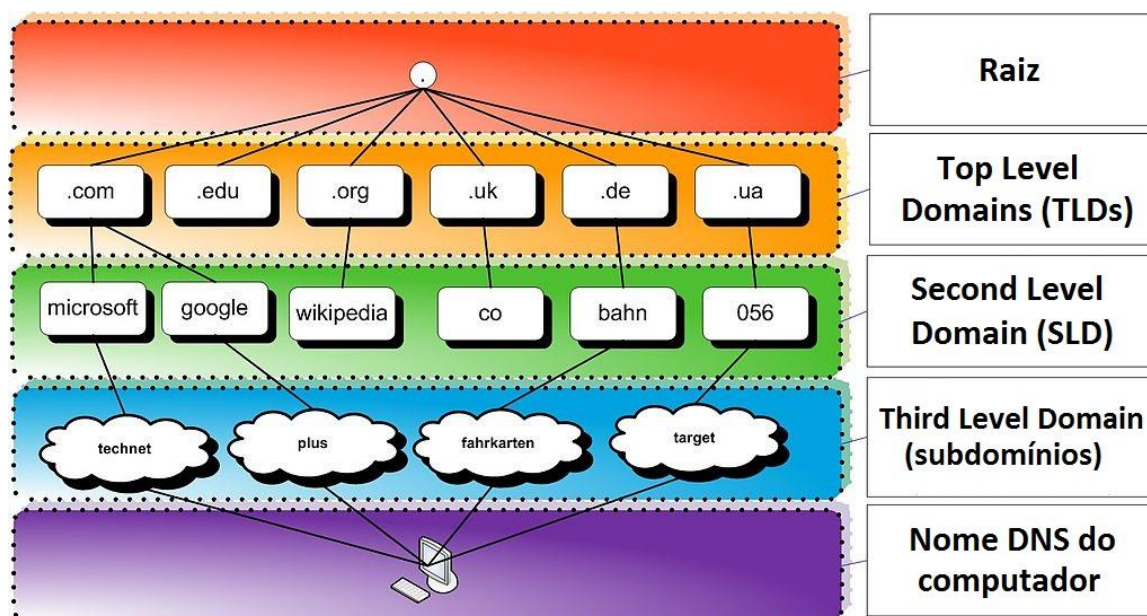 .
Raiz
.com .edu .org .uk .de .ua
Top Level
Domains (TLDs)
microsoft google wikipedia co bahn 056
Second Level
Domain (SLD)
technet plus fahrkarten target
Third Level Domain
(subdomínios)
Nome DNS do
computador